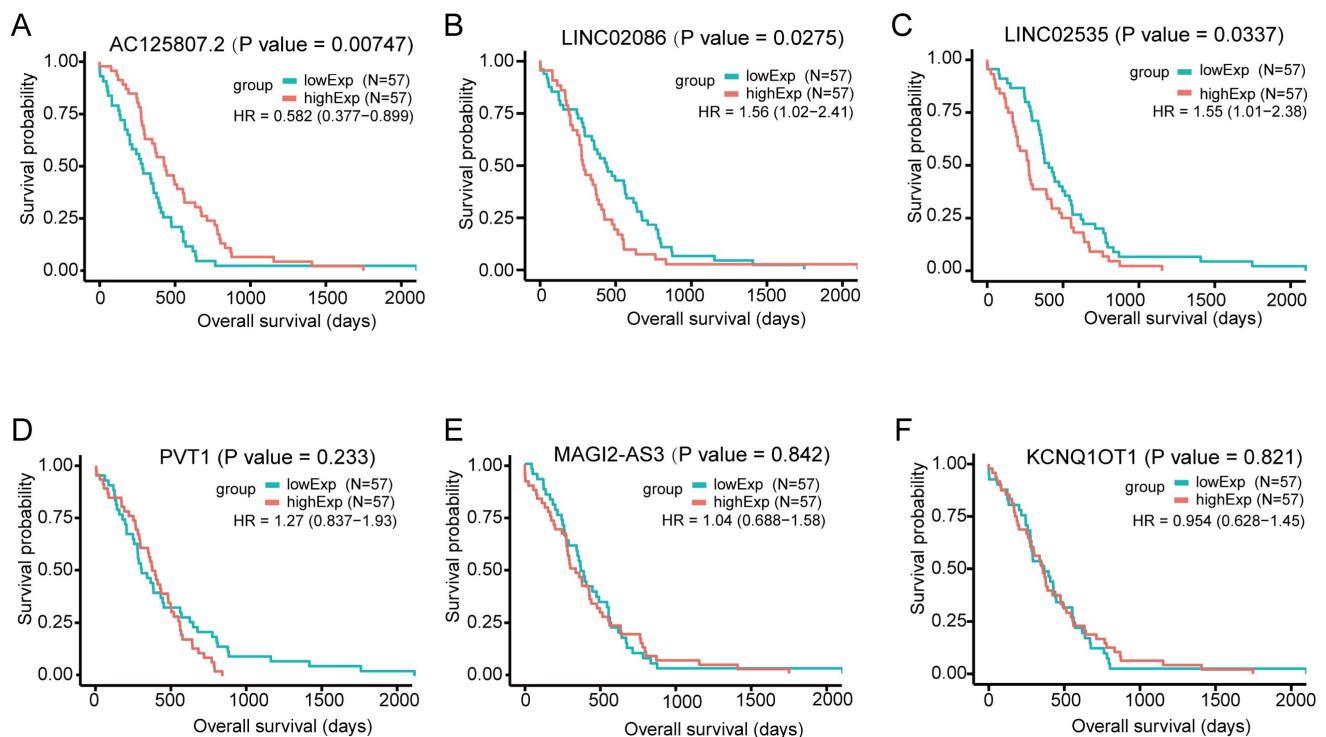 A
AC125807.2 (P value = 0.00747)
group
lowExp (N=57)
highExp (N=57)
HR = 0.582 (0.377−0.899)
Survival probability
1.00
0.75
0.50
0.25
0.00
0 500 1000 1500 2000
Overall survival (days)
B
LINC02086 (P value = 0.0275)
group
lowExp (N=57)
highExp (N=57)
HR = 1.56 (1.02−2.41)
Survival probability
1.00
0.75
0.50
0.25
0.00
0 500 1000 1500 2000
Overall survival (days)
C
LINC02535 (P value = 0.0337)
group
lowExp (N=57)
highExp (N=57)
HR = 1.55 (1.01−2.38)
Survival probability
1.00
0.75
0.50
0.25
0.00
0 500 1000 1500 2000
Overall survival (days)
D
PVT1 (P value = 0.233)
group
lowExp (N=57)
highExp (N=57)
HR = 1.27 (0.837−1.93)
Survival probability
1.00
0.75
0.50
0.25
0.00
0 500 1000 1500 2000
Overall survival (days)
E
MAGI2-AS3 (P value = 0.842)
group
lowExp (N=57)
highExp (N=57)
HR = 1.04 (0.688−1.58)
Survival probability
1.00
0.75
0.50
0.25
0.00
0 500 1000 1500 2000
Overall survival (days)
F
KCNQ1OT1 (P value = 0.821)
group
lowExp (N=57)
highExp (N=57)
HR = 0.954 (0.628−1.45)
Survival probability
1.00
0.75
0.50
0.25
0.00
0 500 1000 1500 2000
Overall survival (days)